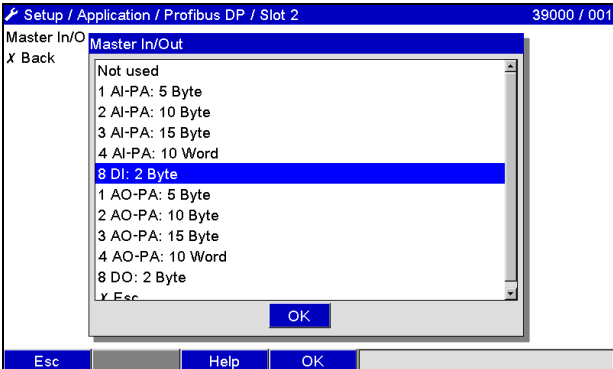 Setup / Application / Profibus DP / Slot 2 39000 / 001
Master In/O
X Back
Master In/Out
Not used
1 AI-PA: 5 Byte
2 AI-PA: 10 Byte
3 AI-PA: 15 Byte
4 AI-PA: 10 Word
8 DI: 2 Byte
1 AO-PA: 5 Byte
2 AO-PA: 10 Byte
3 AO-PA: 15 Byte
4 AO-PA: 10 Word
8 DO: 2 Byte
X Esc
OK
Esc Help OK